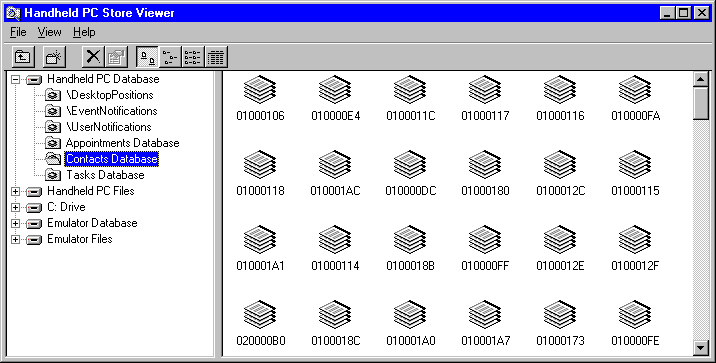 Handheld PC Store Viewer
File View Help
Handheld PC Database
\DesktopPositions
\EventNotifications
\UserNotifications
Appointments Database
Contacts Database
Tasks Database
Handheld PC Files
C: Drive
Emulator Database
Emulator Files
01000106 010000E4 0100011C 01000117 01000116 010000FA
01000118 010001AC 010000DC 01000180 0100012C 01000115
010001A1 01000114 0100018B 010000FF 0100012E 0100012F
020000B0 0100018C 010001A0 010001A7 01000173 010000FE